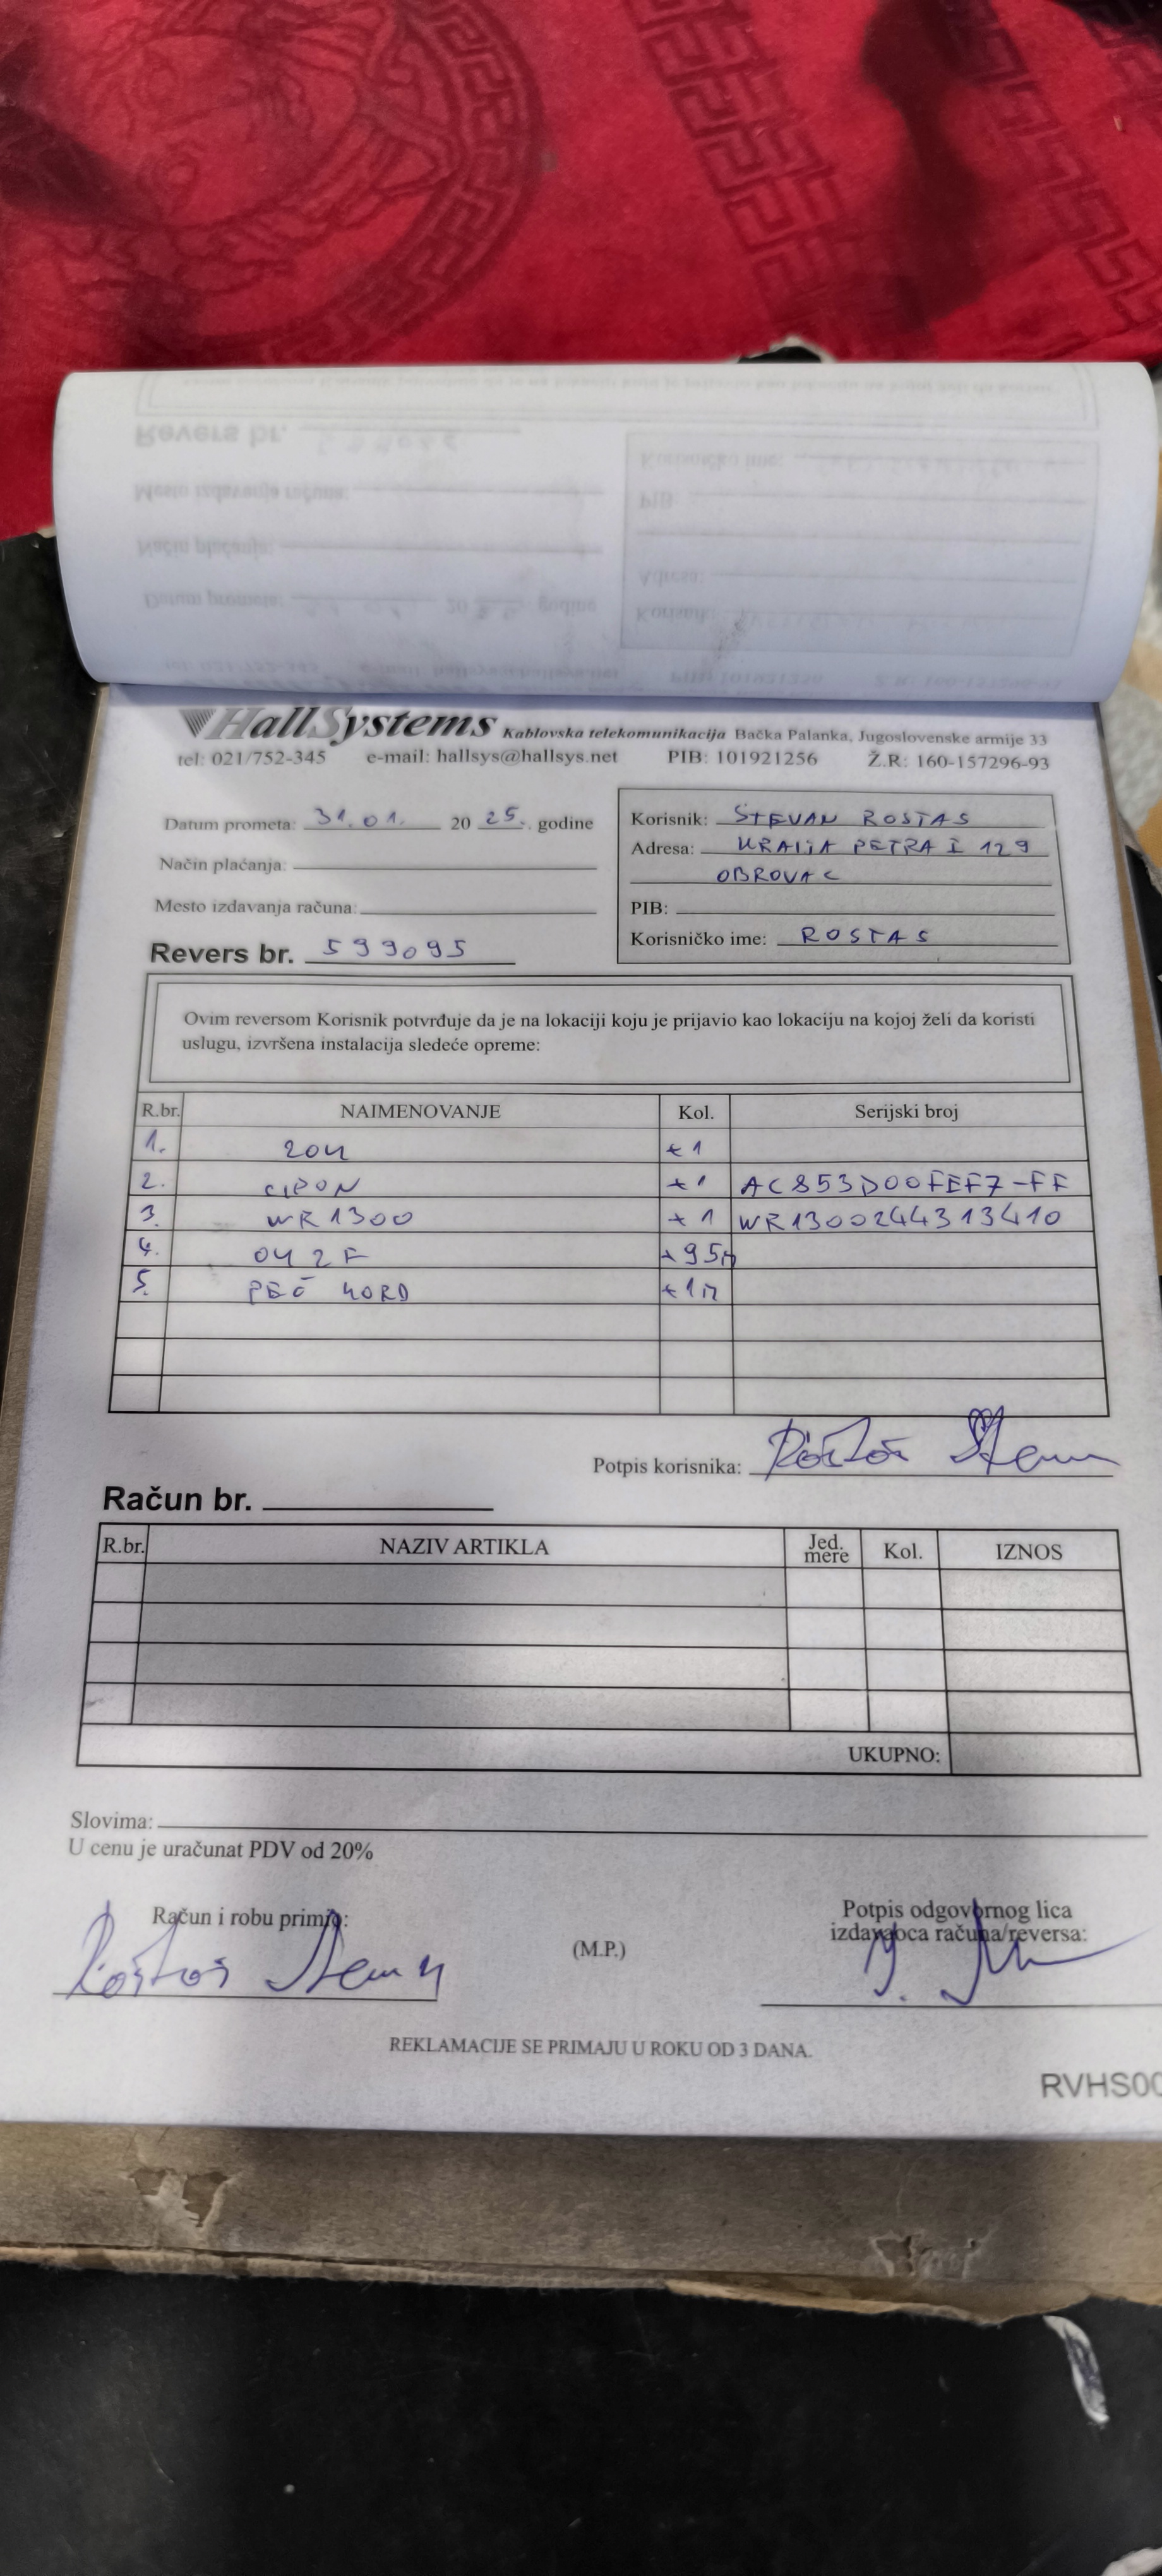 HallSystems Kablovska telekomunikacija Bačka Palanka, Jugoslovenske armije 33
tel: 021/752-345 e-mail: hallsys@hallsys.net PIB: 101921256 Ž.R: 160-157296-93
Datum prometa: 31.01. 20 25. godine
Način plaćanja:
Mesto izdavanja računa:
Revers br. 599095
Korisnik: STEVAN ROSTAS
Adresa: KRALJA PETRA I 129
OBROVAC
PIB:
Korisničko ime: ROSTAS
Ovim reversom Korisnik potvrđuje da je na lokaciji koju je prijavio kao lokaciju na kojoj želi da koristi
uslugu, izvršena instalacija sledeće opreme:
R.br. NAIMENOVANJE Kol. Serijski broj
1. ZOK +1
2. +1 AC853D00FEF7-FF
3. WR1300 +1 WR1300244313410
4. OK 2F +95m
5. +1m
Potpis korisnika:
Račun br.
R.br. NAZIV ARTIKLA Jed. mere Kol. IZNOS
UKUPNO:
Slovima:
U cenu je uračunat PDV od 20%
Račun i robu primio:
(M.P.)
Potpis odgovornog lica
izdavaoca računa/reversa:
REKLAMACIJE SE PRIMAJU U ROKU OD 3 DANA.
RVHS00